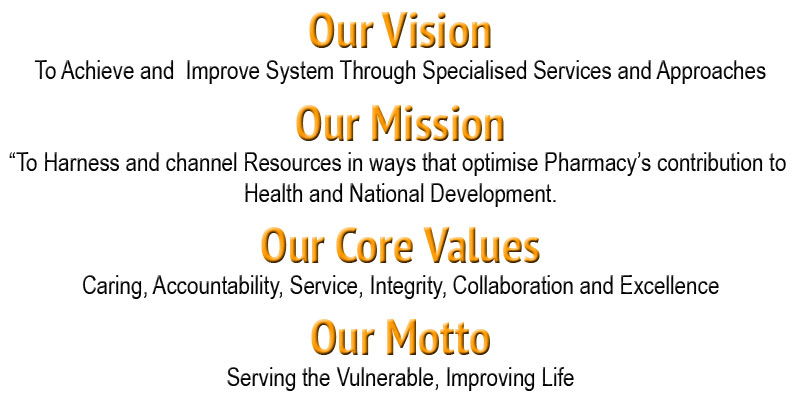 Our Vision
To Achieve and  Improve System Through Specialised Services and Approaches
Our Mission
“To Harness and channel Resources in ways that optimise Pharmacy’s contribution to
Health and National Development.
Our Core Values
Caring, Accountability, Service, Integrity, Collaboration and Excellence
Our Motto
Serving the Vulnerable, Improving Life